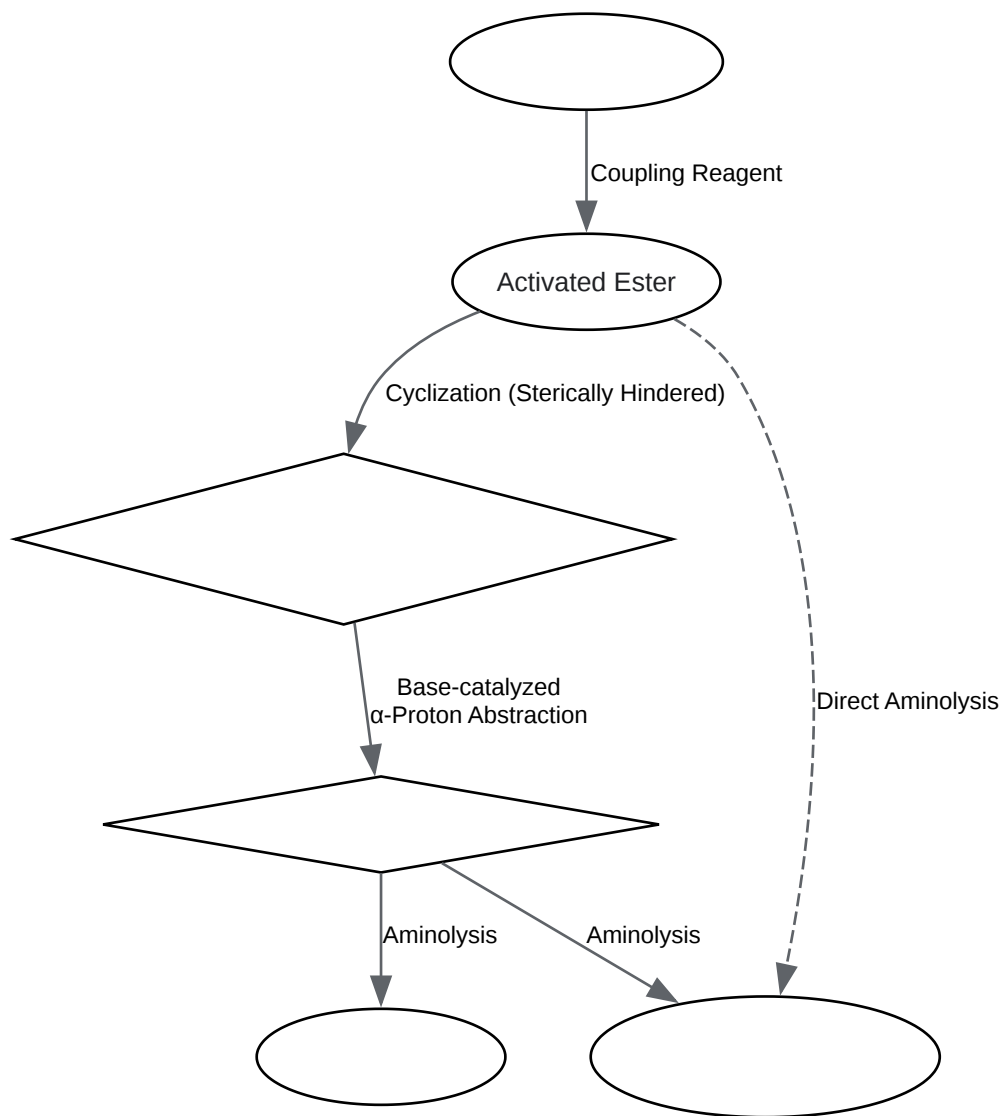 Coupling Reagent
Activated Ester
Cyclization (Sterically Hindered)
Base-catalyzed
α-Proton Abstraction
Direct Aminolysis
Aminolysis
Aminolysis